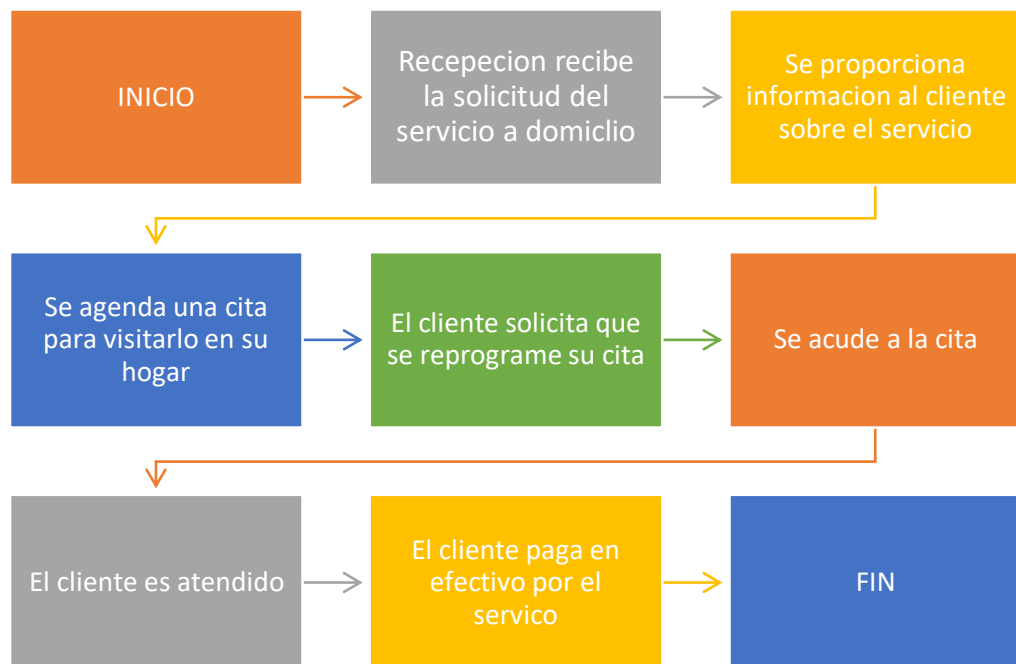 INICIO
Recepecion recibe
la solicitud del
servicio a domiclio
Se proporciona
informacion al cliente
sobre el servicio
Se agenda una cita
para visitarlo en su
hogar
El cliente solicita que
se reprograme su cita
Se acude a la cita
El cliente es atendido
El cliente paga en
efectivo por el
servico
FIN